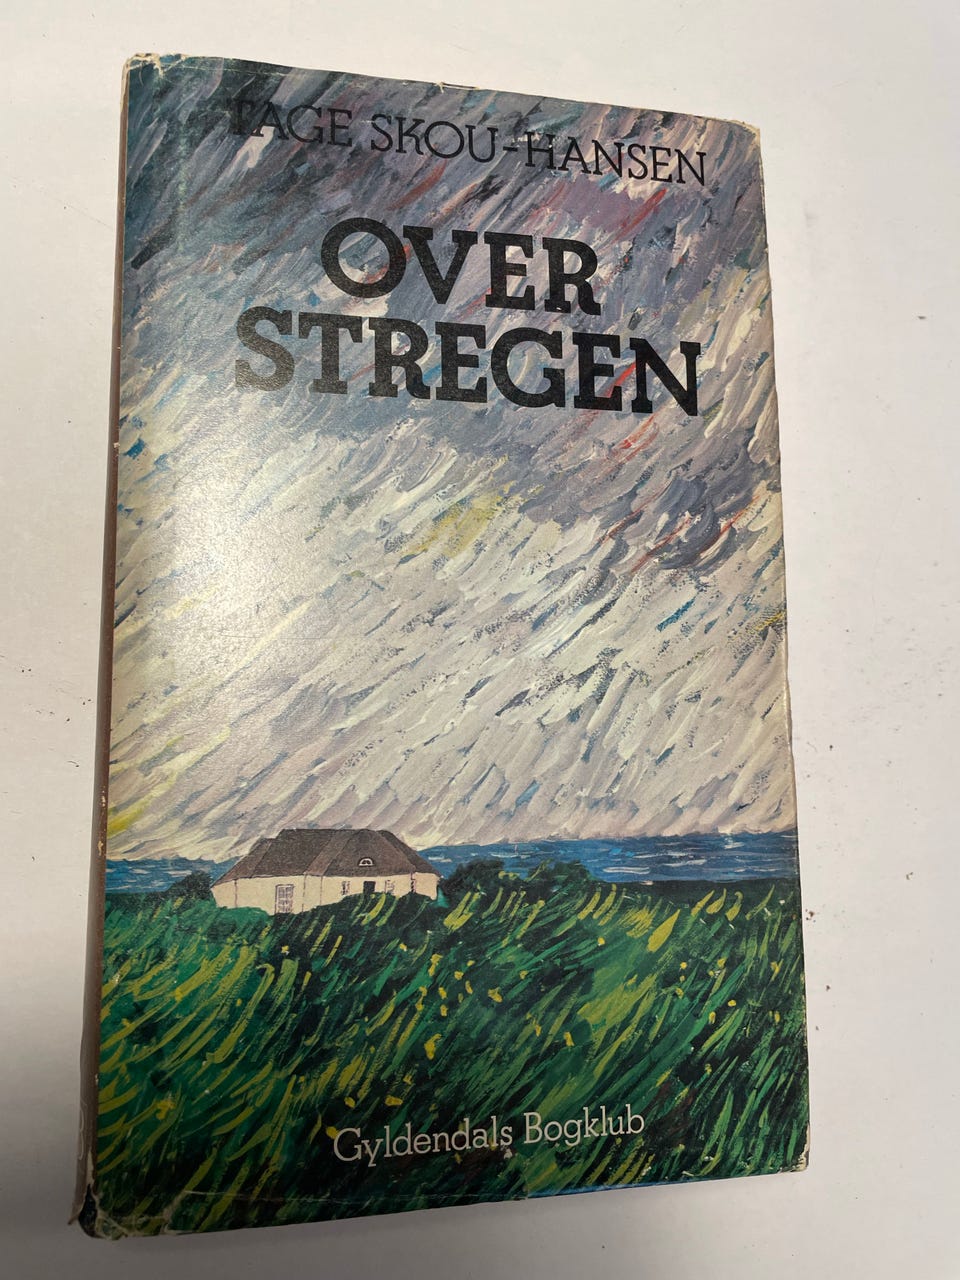 TAGE SKOU-HANSEN
OVER
STREGEN
Gyldendals Bogklub